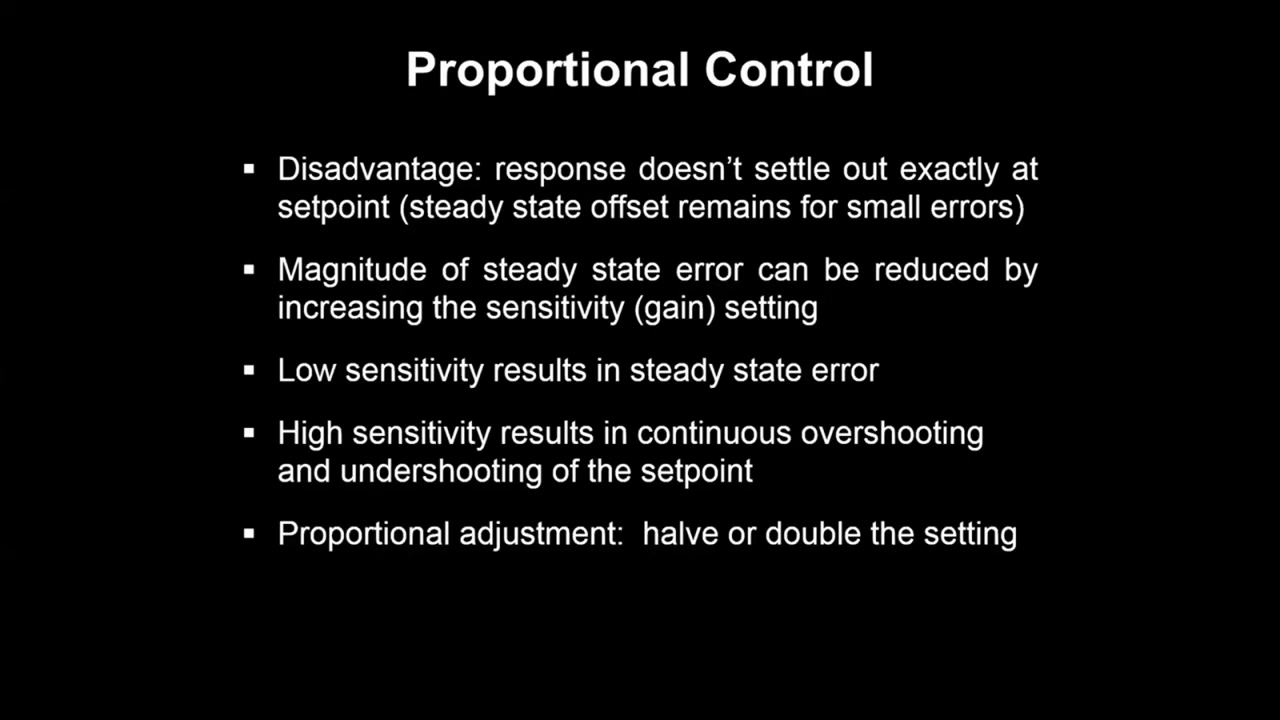 Proportional Control
▪ Disadvantage: response doesn’t settle out exactly at
setpoint (steady state offset remains for small errors)
▪ Magnitude of steady state error can be reduced by
increasing the sensitivity (gain) setting
▪ Low sensitivity results in steady state error
▪ High sensitivity results in continuous overshooting
and undershooting of the setpoint
▪ Proportional adjustment: halve or double the setting